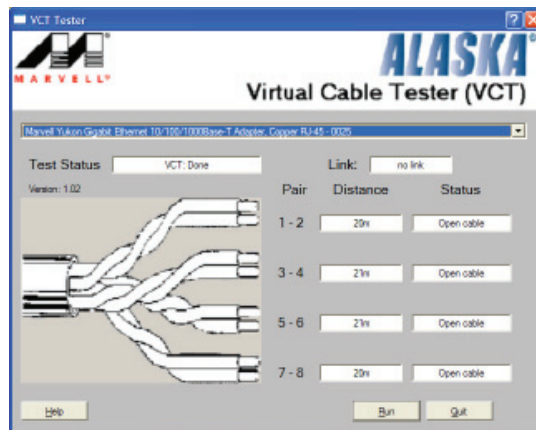 VCT Tester
MARVELL®
ALASKA®
Virtual Cable Tester (VCT)
Marvell Yukon Gigabit Ethernet 10/100/1000Base-T Adapter, Copper RJ-45 - 0025
Test Status VCT: Done Link: no link
Version: 1.02
Pair Distance Status
1 - 2 20m Open cable
3 - 4 21m Open cable
5 - 6 21m Open cable
7 - 8 20m Open cable
Help Run Quit